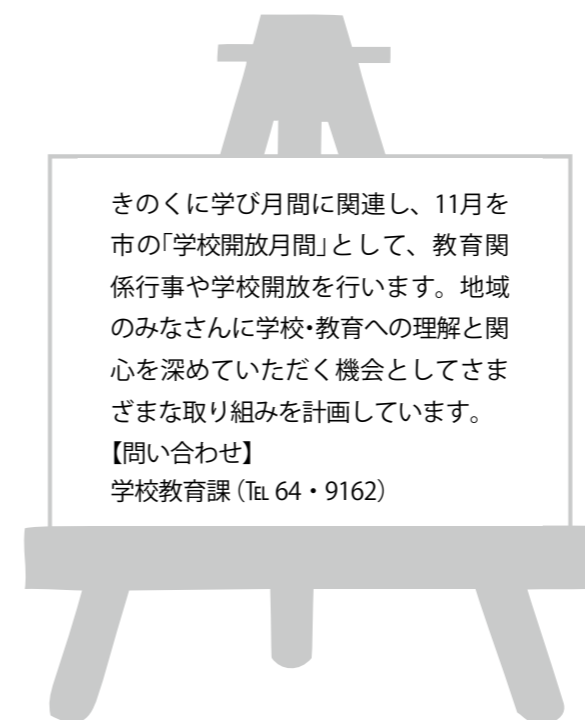 きのくに学び月間に関連し、11月を
市の「学校開放月間」として、教育関
係行事や学校開放を行います。地域
のみなさんに学校・教育への理解と関
心を深めていただく機会としてさま
ざまな取り組みを計画しています。
【問い合わせ】
学校教育課（℡ 64・9162）